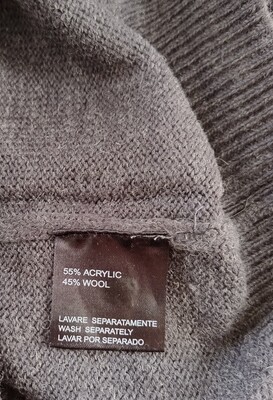 55% ACRYLIC
45% WOOL
LAVARE SEPARATAMENTE
WASH SEPARATELY
LAVAR POR SEPARADO